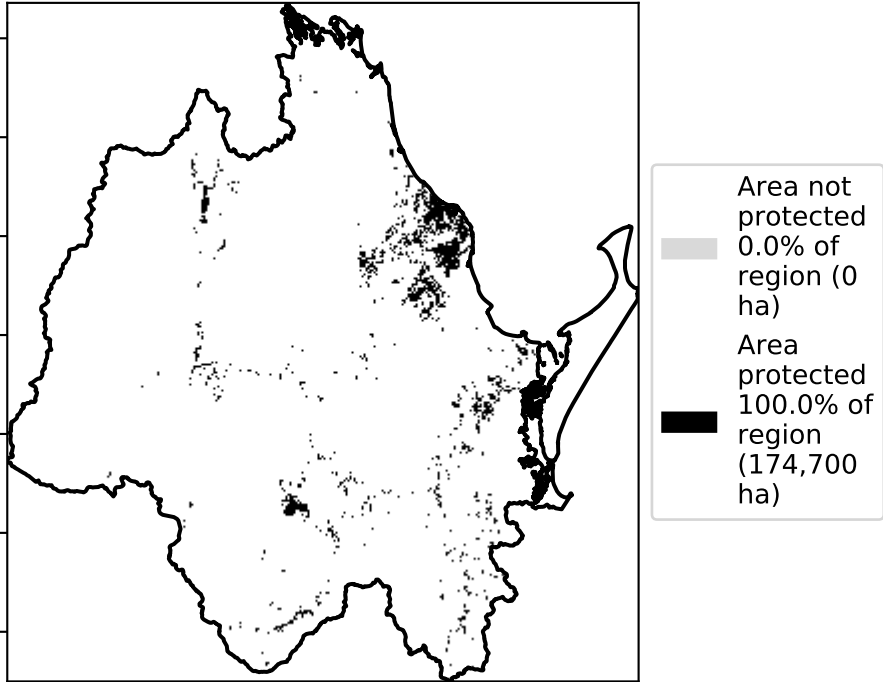 Area not
protected
0.0% of
region (0
ha)
Area
protected
100.0% of
region
(174,700
ha)